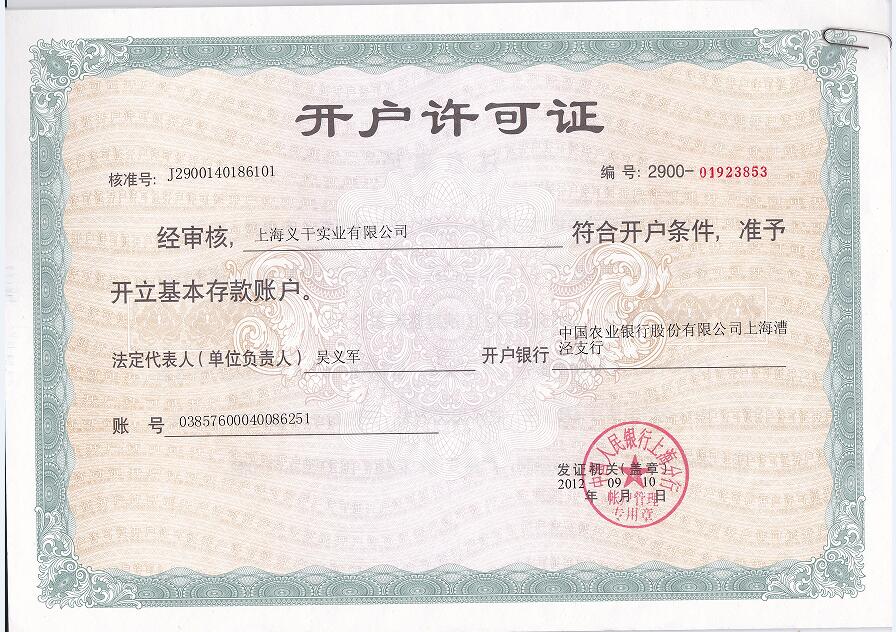 开户许可证
核准号: J2900140186101
编 号: 2900-01923853
经审核, 上海义干实业有限公司 符合开户条件, 准予
开立基本存款账户。
法定代表人(单位负责人) 吴义军
开户银行 中国农业银行股份有限公司上海漕
泾支行
账 号 03857600040086251
发证机关(盖章)
2012 年 09 月 10 日
中国人民银行上海分行
帐户管理
专用章